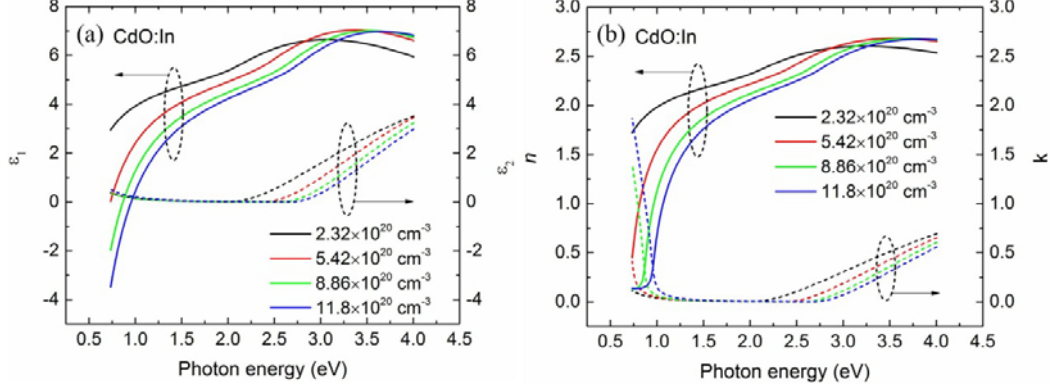 (a) CdO:In
8
6
4
2
0
-2
-4
8
6
4
2
0
-2
-4
ε1
ε2
2.32×10²⁰ cm⁻³
5.42×10²⁰ cm⁻³
8.86×10²⁰ cm⁻³
11.8×10²⁰ cm⁻³
0.5 1.0 1.5 2.0 2.5 3.0 3.5 4.0 4.5
Photon energy (eV)
(b) CdO:In
3.0
2.5
2.0
1.5
1.0
0.5
0.0
3.0
2.5
2.0
1.5
1.0
0.5
0.0
n
k
2.32×10²⁰ cm⁻³
5.42×10²⁰ cm⁻³
8.86×10²⁰ cm⁻³
11.8×10²⁰ cm⁻³
0.5 1.0 1.5 2.0 2.5 3.0 3.5 4.0 4.5
Photon energy (eV)